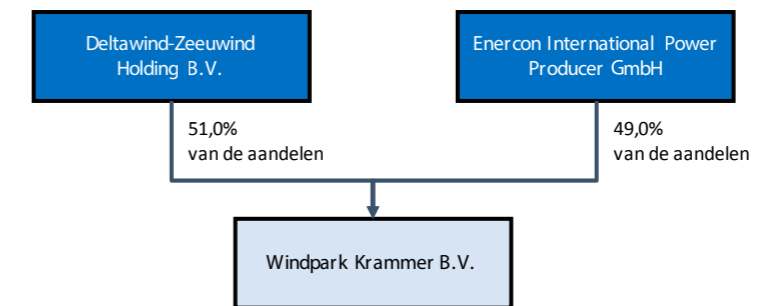 Deltawind-Zeeuwind
Holding B.V.
Enercon International Power
Producer GmbH
51,0%
van de aandelen
49,0%
van de aandelen
Windpark Krammer B.V.